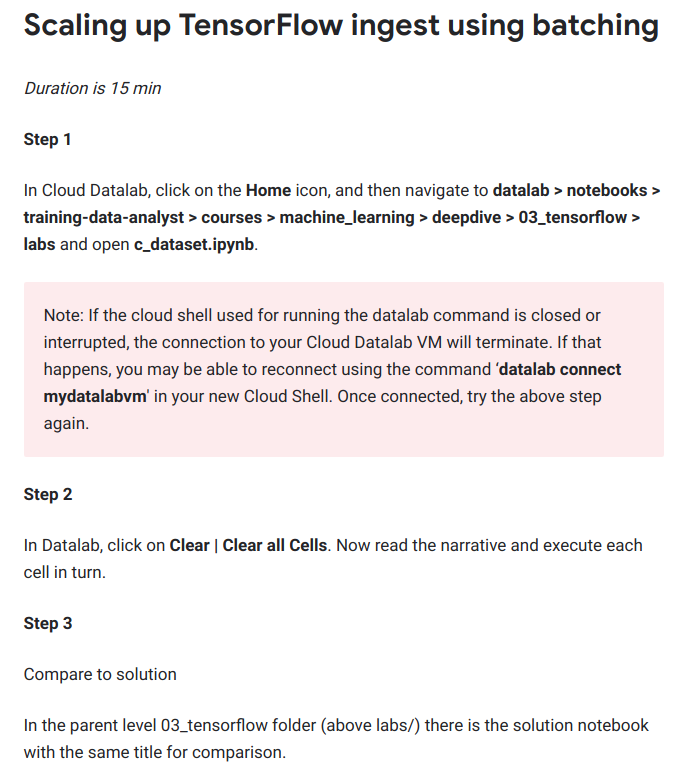 Scaling up TensorFlow ingest using batching
Duration is 15 min
Step 1
In Cloud Datalab, click on the Home icon, and then navigate to datalab > notebooks >
training-data-analyst > courses > machine_learning > deepdive > 03_tensorflow >
labs and open c_dataset.ipynb.
Note: If the cloud shell used for running the datalab command is closed or
interrupted, the connection to your Cloud Datalab VM will terminate. If that
happens, you may be able to reconnect using the command ‘datalab connect
mydatalabvm' in your new Cloud Shell. Once connected, try the above step
again.
Step 2
In Datalab, click on Clear | Clear all Cells. Now read the narrative and execute each
cell in turn.
Step 3
Compare to solution
In the parent level 03_tensorflow folder (above labs/) there is the solution notebook
with the same title for comparison.